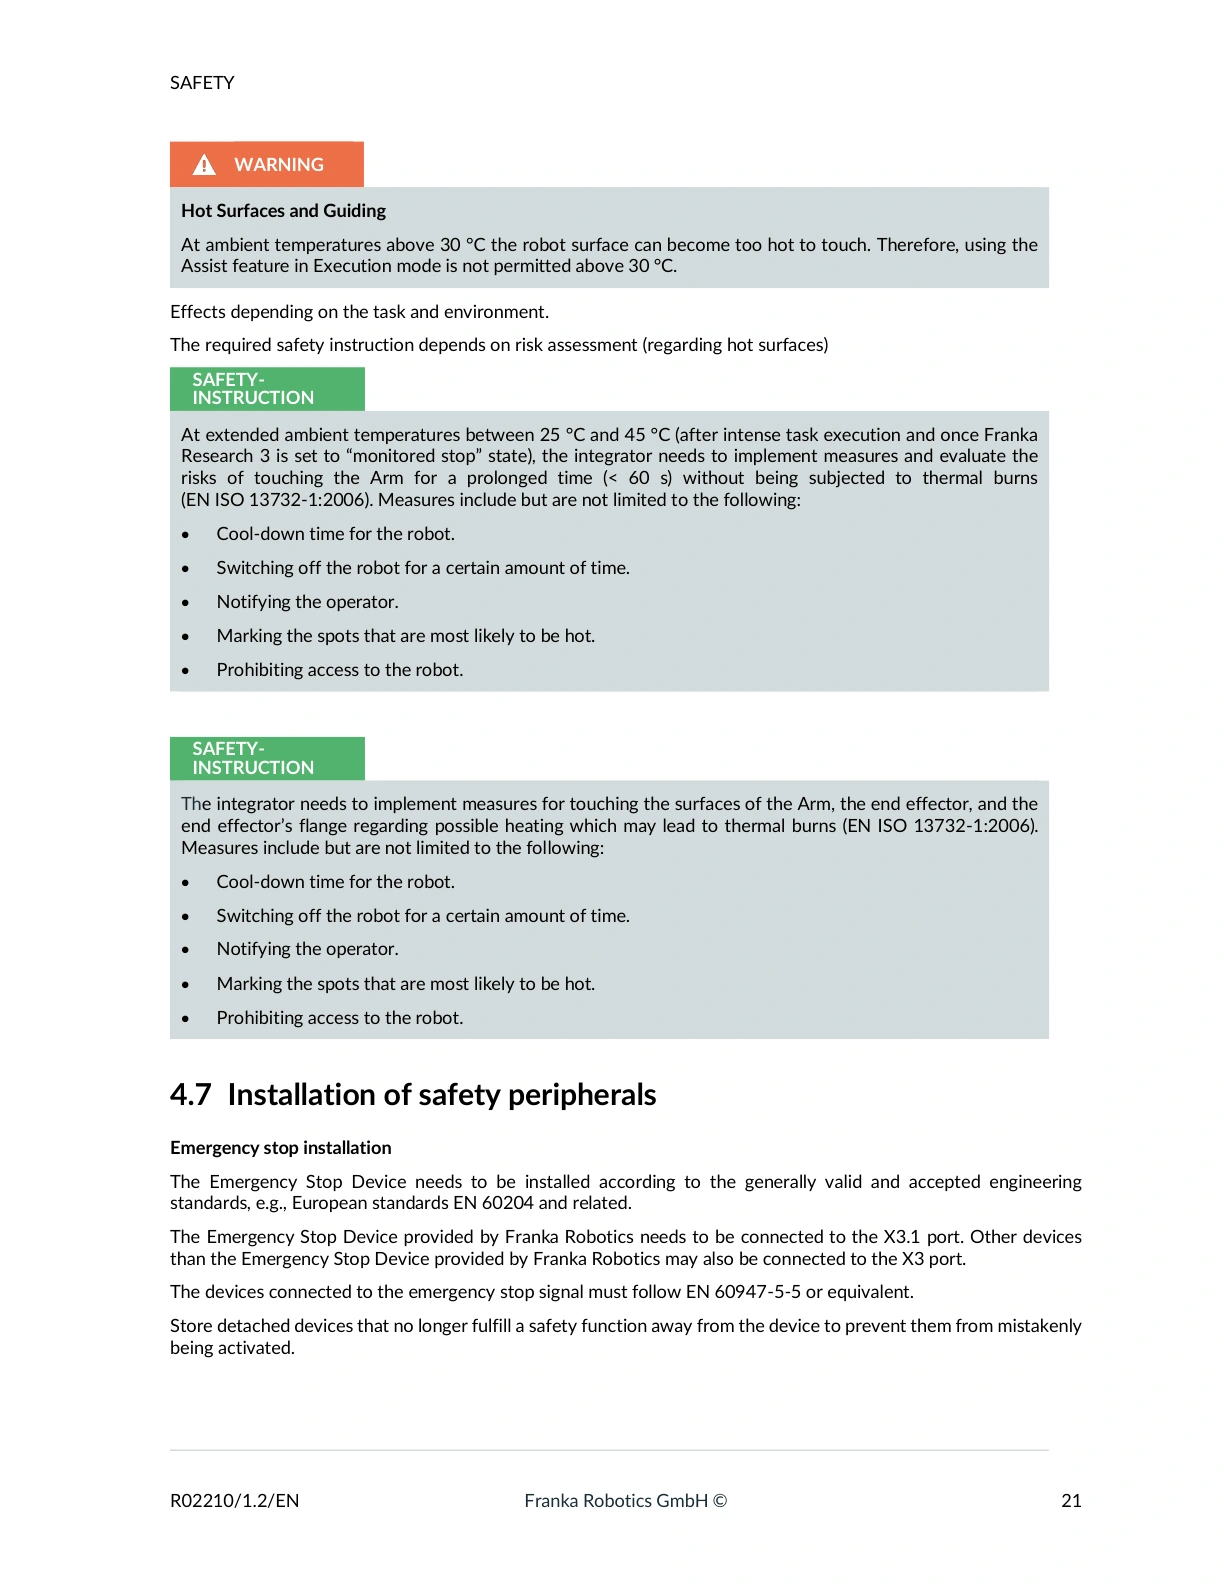 SAFETY
WARNING
Hot Surfaces and Guiding
At ambient temperatures above 30 °C the robot surface can become too hot to touch. Therefore, using the
Assist feature in Execution mode is not permitted above 30 °C.
Effects depending on the task and environment.
The required safety instruction depends on risk assessment (regarding hot surfaces)
SAFETY-
INSTRUCTION
At extended ambient temperatures between 25 °C and 45 °C (after intense task execution and once Franka
Research 3 is set to “monitored stop” state), the integrator needs to implement measures and evaluate the
risks of touching the Arm for a prolonged time (< 60 s) without being subjected to thermal burns
(EN ISO 13732-1:2006). Measures include but are not limited to the following:
• Cool-down time for the robot.
• Switching off the robot for a certain amount of time.
• Notifying the operator.
• Marking the spots that are most likely to be hot.
• Prohibiting access to the robot.
SAFETY-
INSTRUCTION
The integrator needs to implement measures for touching the surfaces of the Arm, the end effector, and the
end effector’s flange regarding possible heating which may lead to thermal burns (EN ISO 13732-1:2006).
Measures include but are not limited to the following:
• Cool-down time for the robot.
• Switching off the robot for a certain amount of time.
• Notifying the operator.
• Marking the spots that are most likely to be hot.
• Prohibiting access to the robot.
4.7 Installation of safety peripherals
Emergency stop installation
The Emergency Stop Device needs to be installed according to the generally valid and accepted engineering
standards, e.g., European standards EN 60204 and related.
The Emergency Stop Device provided by Franka Robotics needs to be connected to the X3.1 port. Other devices
than the Emergency Stop Device provided by Franka Robotics may also be connected to the X3 port.
The devices connected to the emergency stop signal must follow EN 60947-5-5 or equivalent.
Store detached devices that no longer fulfill a safety function away from the device to prevent them from mistakenly
being activated.
R02210/1.2/EN
Franka Robotics GmbH ©
21